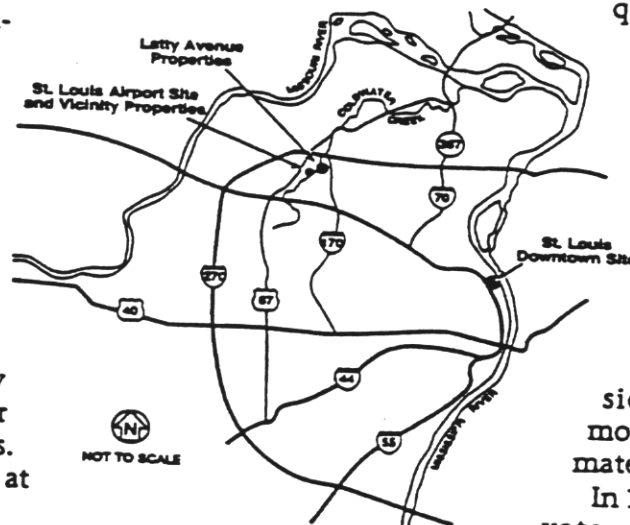 Latty Avenue
Properties
St. Louis Airport Site
and Vicinity Properties
MISSOURI RIVER
COLDWATER
CREEK
367
70
170
St. Louis
Downtown Site
270
67
40
44
55
MISSISSIPPI RIVER
N
NOT TO SCALE
q
r
s.
at
mo
mate
In